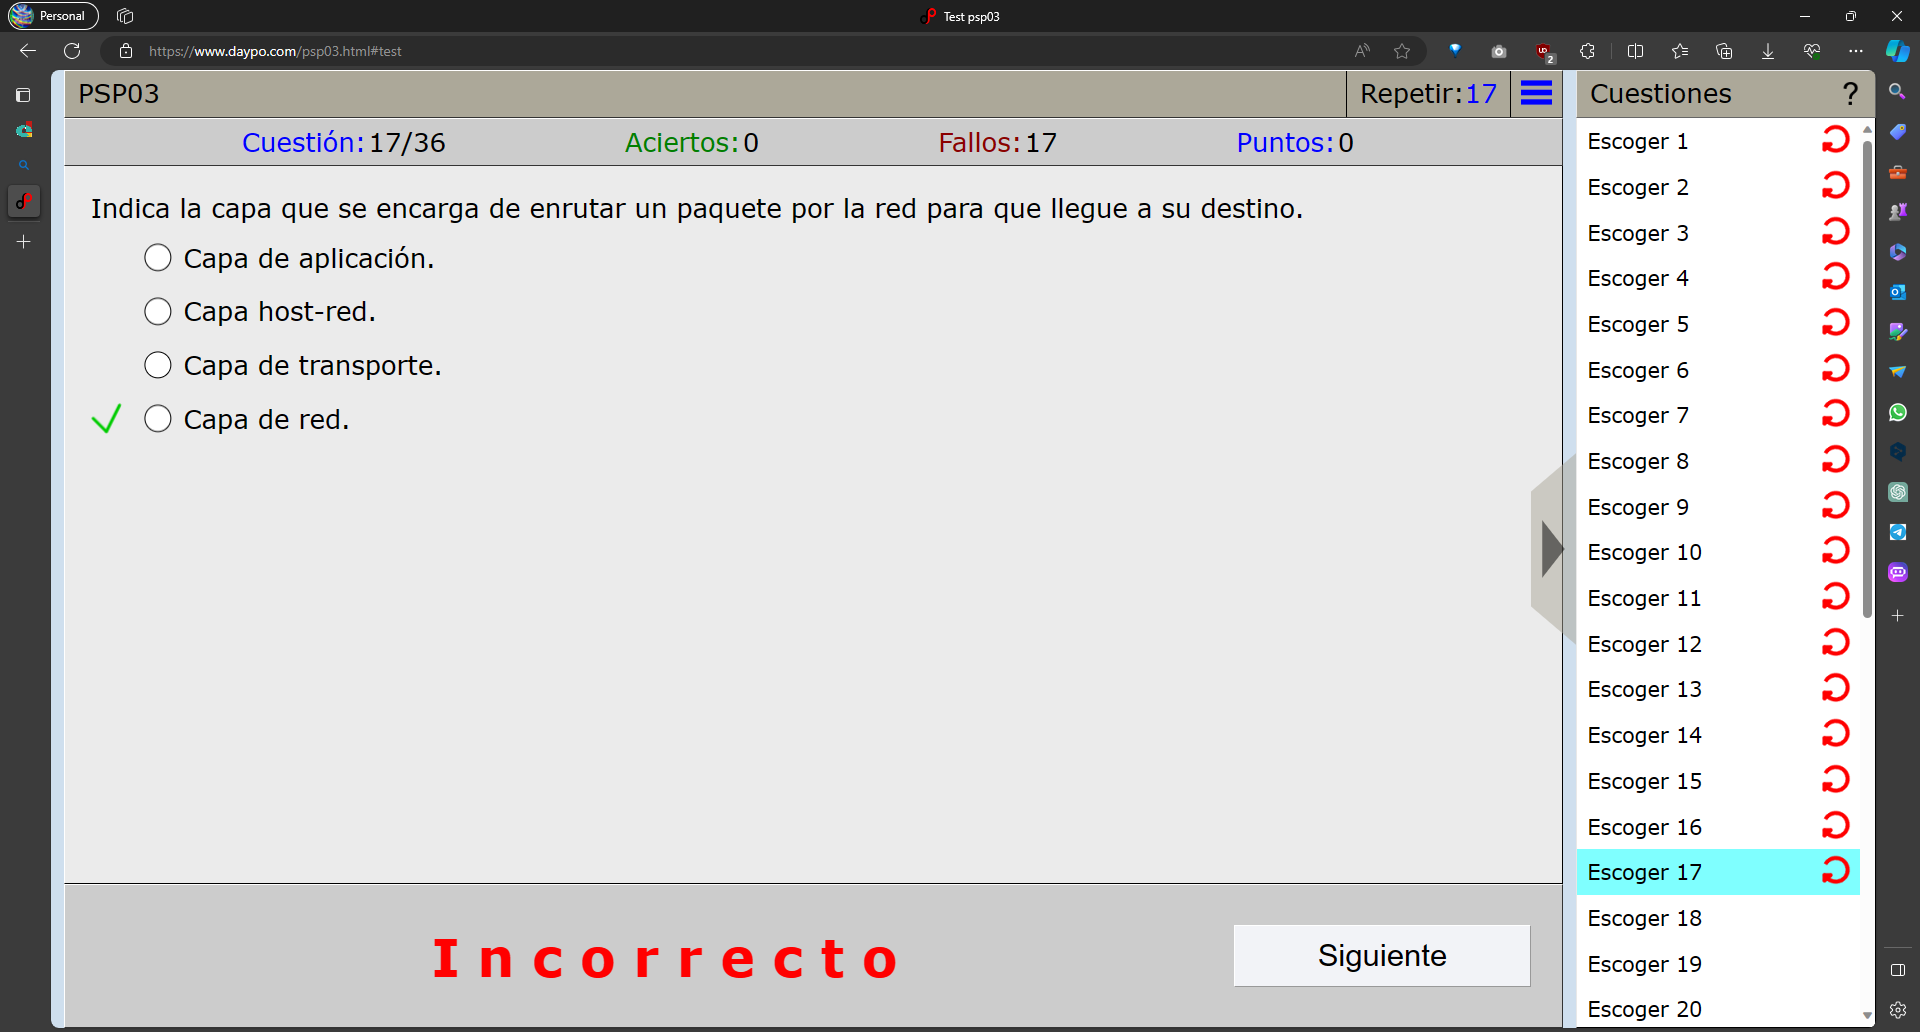 Personal
Test psp03
https://www.daypo.com/psp03.html#test
2
PSP03
Repetir:17
Cuestiones
?
Cuestión:17/36
Aciertos:0
Fallos:17
Puntos:0
Indica la capa que se encarga de enrutar un paquete por la red para que llegue a su destino.
Capa de aplicación.
Capa host-red.
Capa de transporte.
Capa de red.
Incorrecto
Siguiente
Escoger 1
Escoger 2
Escoger 3
Escoger 4
Escoger 5
Escoger 6
Escoger 7
Escoger 8
Escoger 9
Escoger 10
Escoger 11
Escoger 12
Escoger 13
Escoger 14
Escoger 15
Escoger 16
Escoger 17
Escoger 18
Escoger 19
Escoger 20